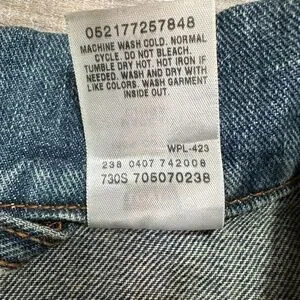 052177257848
MACHINE WASH COLD. NORMAL
CYCLE. DO NOT BLEACH.
TUMBLE DRY HOT. HOT IRON IF
NEEDED. WASH AND DRY WITH
LIKE COLORS. WASH GARMENT
INSIDE OUT.
WPL-423
238 0407 742008
730S 705070238